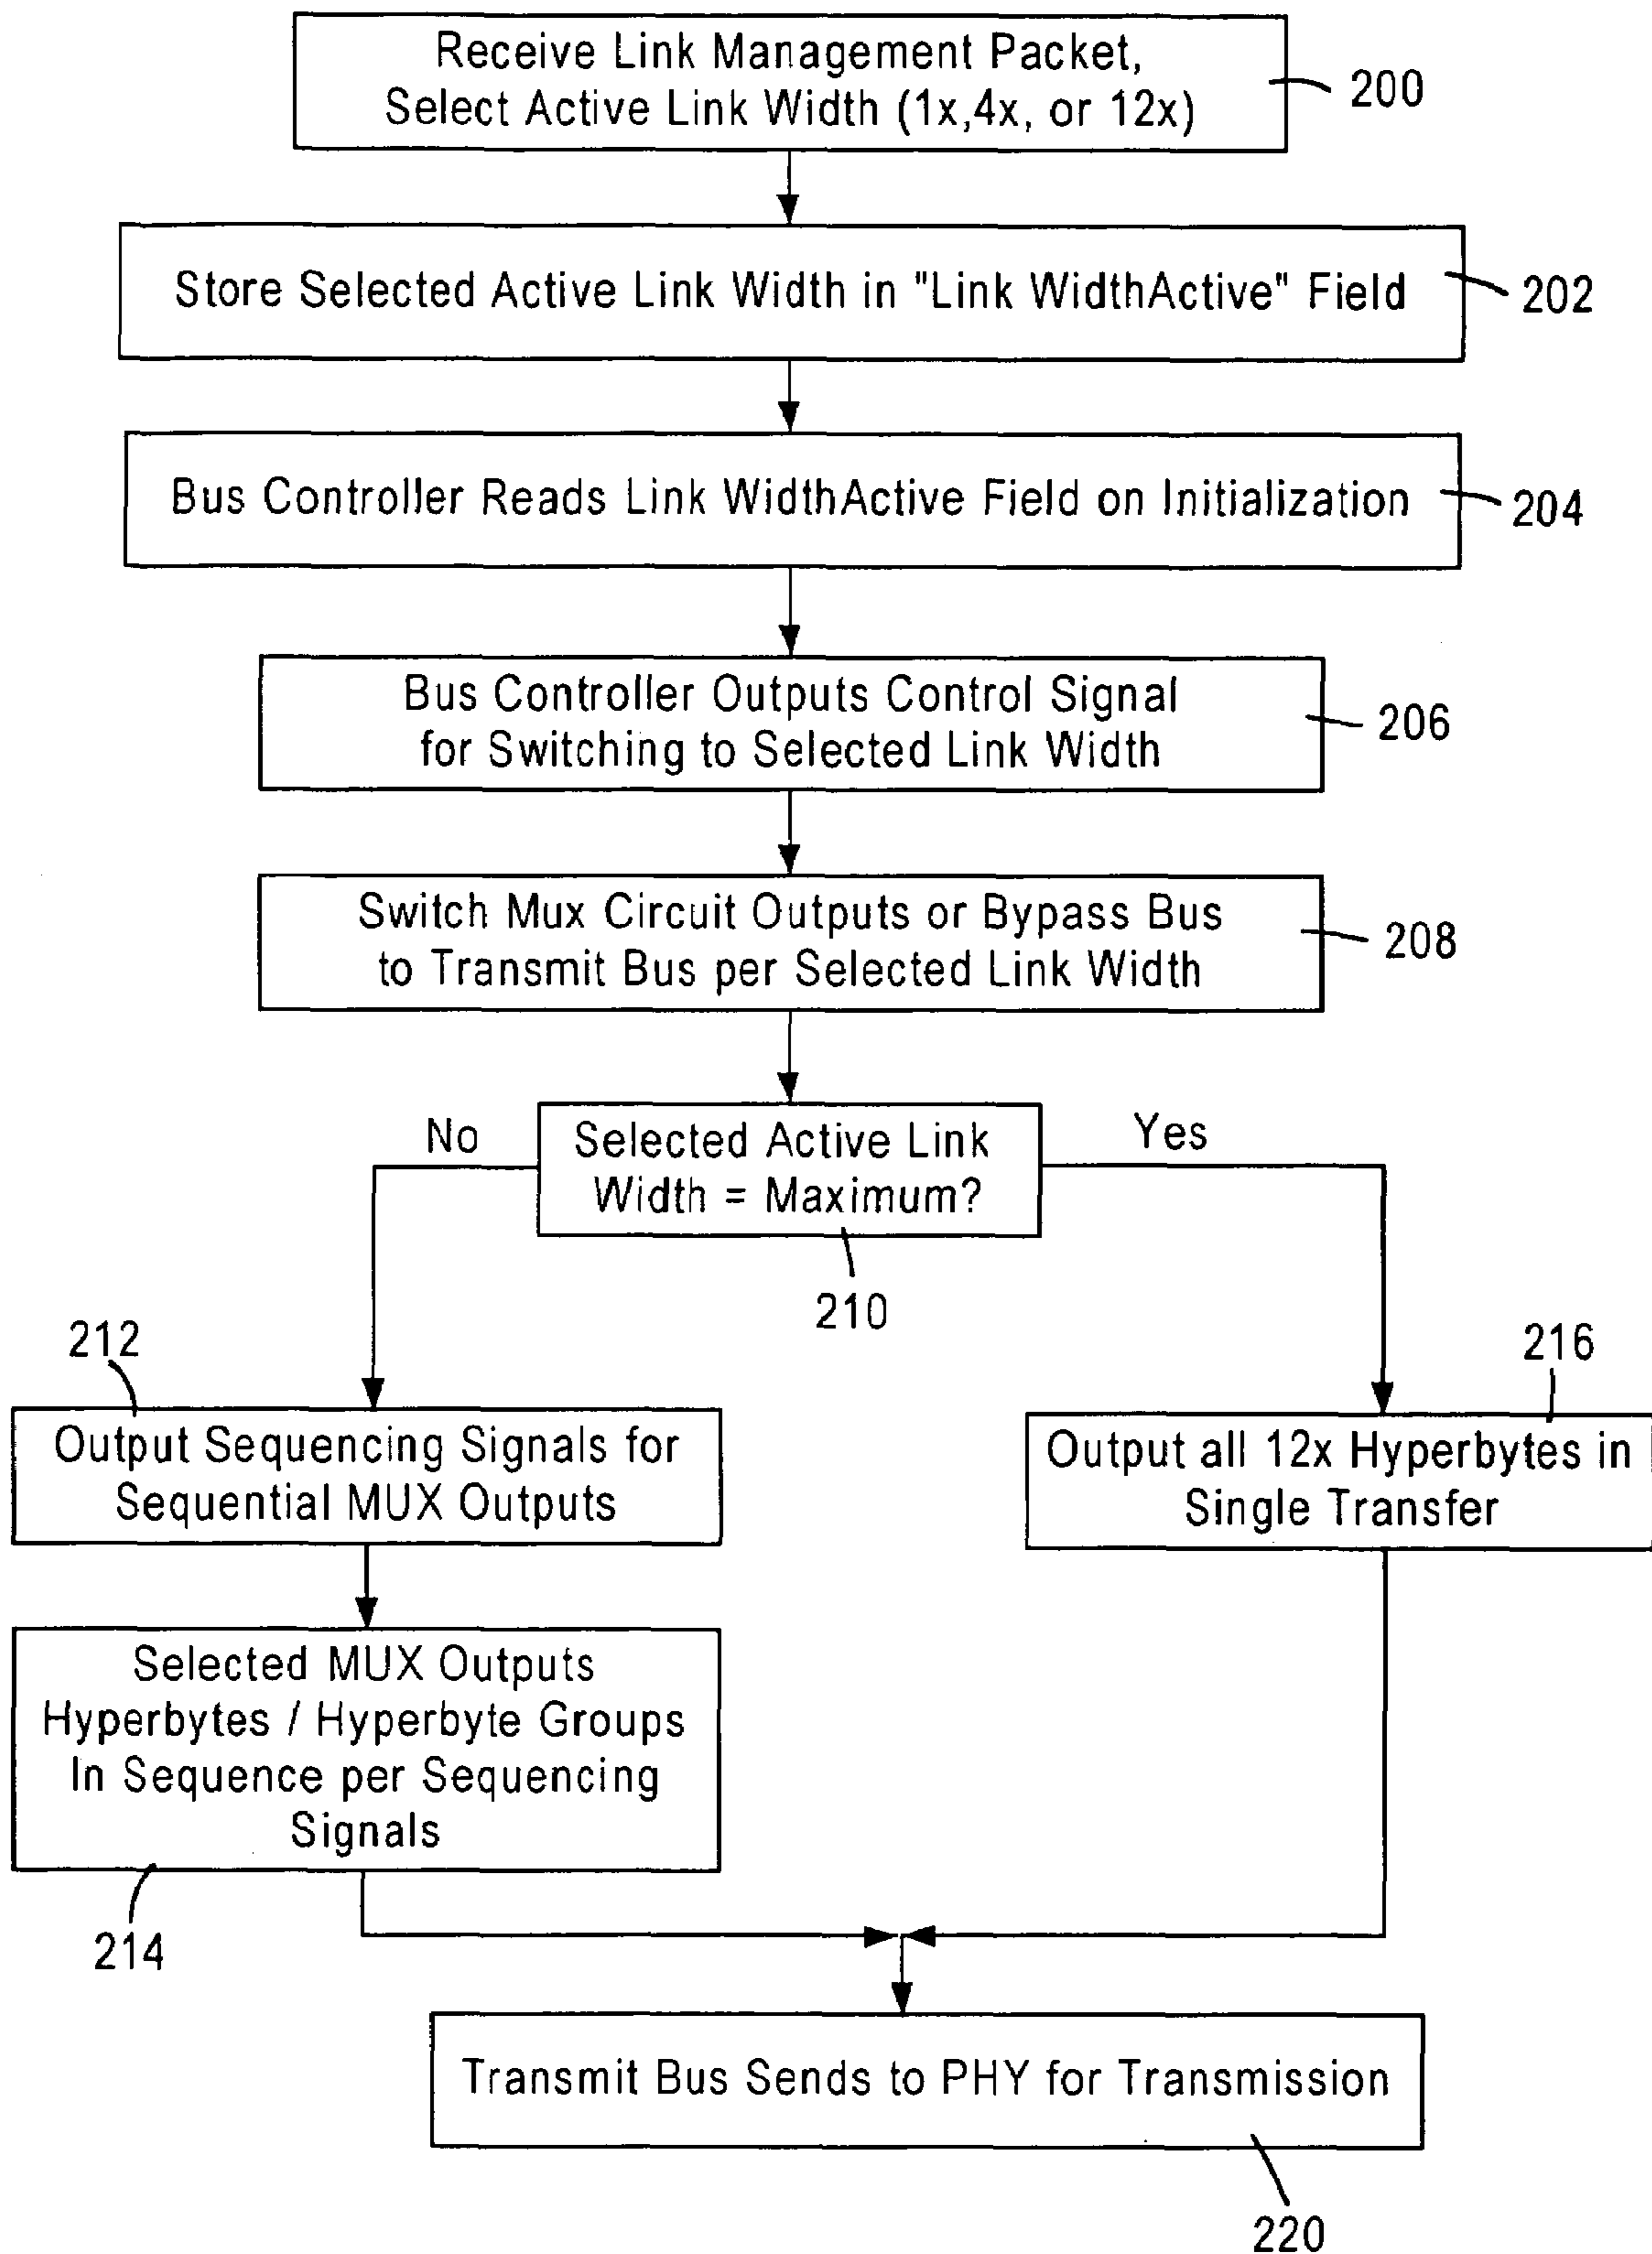 Receive Link Management Packet,
Select Active Link Width (1x,4x, or 12x)
200
Store Selected Active Link Width in "Link WidthActive" Field
202
Bus Controller Reads Link WidthActive Field on Initialization
204
Bus Controller Outputs Control Signal
for Switching to Selected Link Width
206
Switch Mux Circuit Outputs or Bypass Bus
to Transmit Bus per Selected Link Width
208
No
Selected Active Link
Width = Maximum?
Yes
210
212
Output Sequencing Signals for
Sequential MUX Outputs
216
Output all 12x Hyperbytes in
Single Transfer
Selected MUX Outputs
Hyperbytes / Hyperbyte Groups
In Sequence per Sequencing
Signals
214
Transmit Bus Sends to PHY for Transmission
220